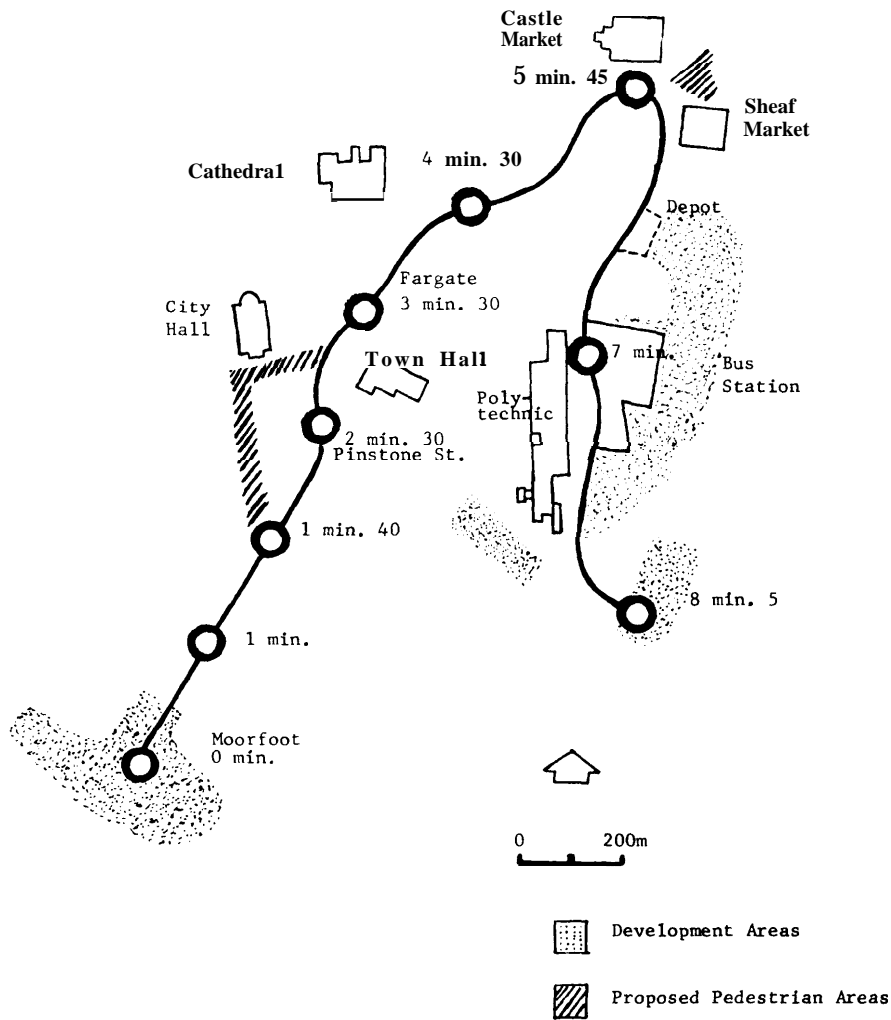 Castle
Market
5 min. 45
Sheaf
Market
4 min. 30
Cathedra1
Depot
Fargate
3 min. 30
City
Hall
Town Hall
7 min.
Bus
Station
Poly-
technic
2 min. 30
Pinstone St.
1 min. 40
8 min. 5
1 min.
Moorfoot
0 min.
0 200m
Development Areas
Proposed Pedestrian Areas